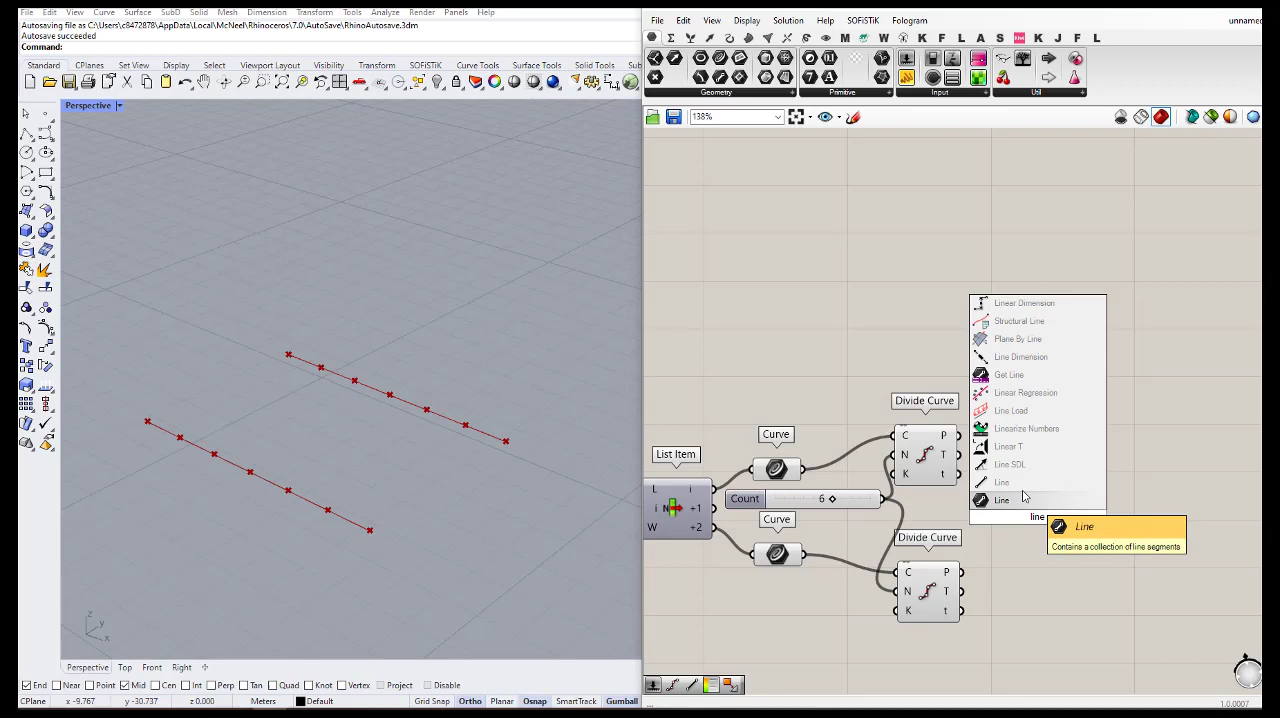 File Edit View Curve Surface SubD Solid Mesh Dimension Transform Tools Analyze Render Panels Help
Autosaving file as C:\Users\c8472878\AppData\Local\McNeel\Rhinoceros\7.0\AutoSave\RhinoAutosave.3dm
Autosave succeeded
Command:
Standard CPlanes Set View Display Select Viewport Layout Visibility Transform SOFiSTiK Curve Tools Surface Tools Solid Tools
Perspective
z
y
x
Perspective Top Front Right
End Near Point Mid Cen Int Perp Tan Quad Knot Vertex Project Disable
CPlane x -9.767 y -30.737 z 0.000 Meters Default Grid Snap Ortho Planar Osnap SmartTrack Gumball
File Edit View Display Solution Help SOFiSTiK Fologram unnamed
Σ M W K F L A S K J F L
Geometry Primitive Input Util
138%
Linear Dimension
Structural Line
Plane By Line
Line Dimension
Get Line
Linear Regression
Line Load
Linearize Numbers
Linear T
Line SDL
Line
Line
line
Line
Contains a collection of line segments
Divide Curve
C P
N T
K t
Curve
List Item
L i
i N +1
W +2
Count 6
Curve
Divide Curve
C P
N T
K t
1.0.0007